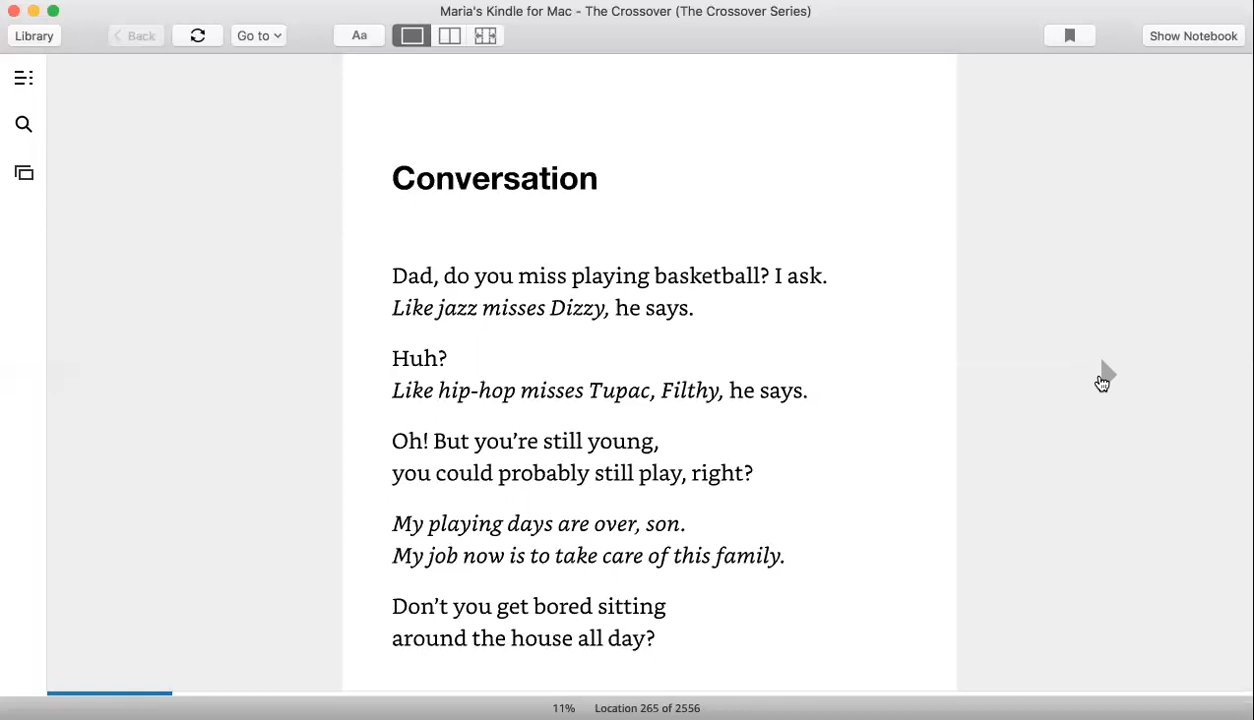 Maria's Kindle for Mac - The Crossover (The Crossover Series)
Library
Back
Go to
Aa
Show Notebook
Conversation
Dad, do you miss playing basketball? I ask.
Like jazz misses Dizzy, he says.
Huh?
Like hip-hop misses Tupac, Filthy, he says.
Oh! But you’re still young,
you could probably still play, right?
My playing days are over, son.
My job now is to take care of this family.
Don’t you get bored sitting
around the house all day?
11% Location 265 of 2556